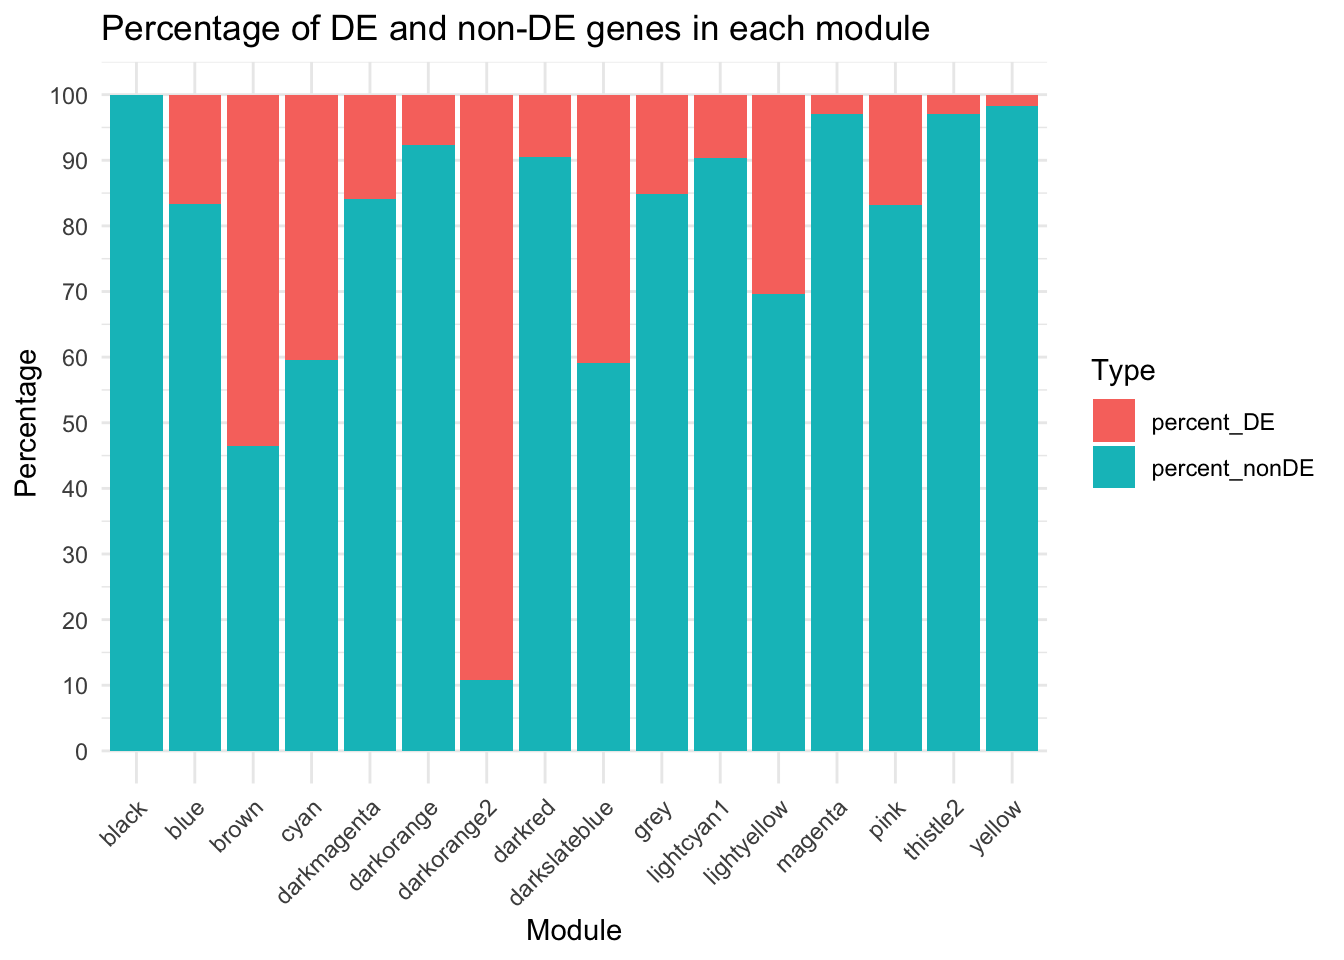 Percentage of DE and non-DE genes in each module
Percentage
100
90
80
70
60
50
40
30
20
10
0
black
blue
brown
cyan
darkmagenta
darkorange
darkorange2
darkred
darkslateblue
grey
lightcyan1
lightyellow
magenta
pink
thistle2
yellow
Module
Type
percent_DE
percent_nonDE